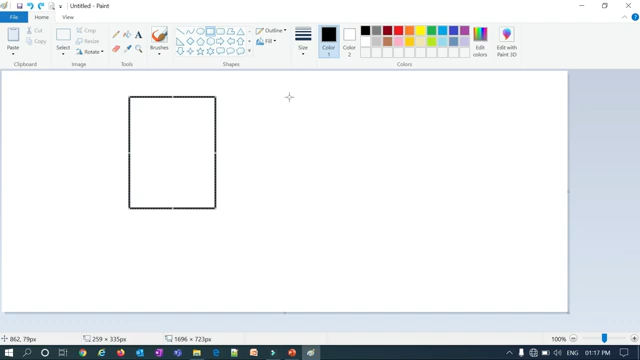 Untitled - Paint
File
Home
View
Paste
Cut
Copy
Clipboard
Select
Crop
Resize
Rotate
Image
A
Tools
Brushes
Shapes
Outline
Fill
Size
Color
1
Color
2
Edit
colors
Edit with
Paint 3D
Colors
862, 79px
259 × 335px
1696 × 723px
100%
ENG
01:17 PM